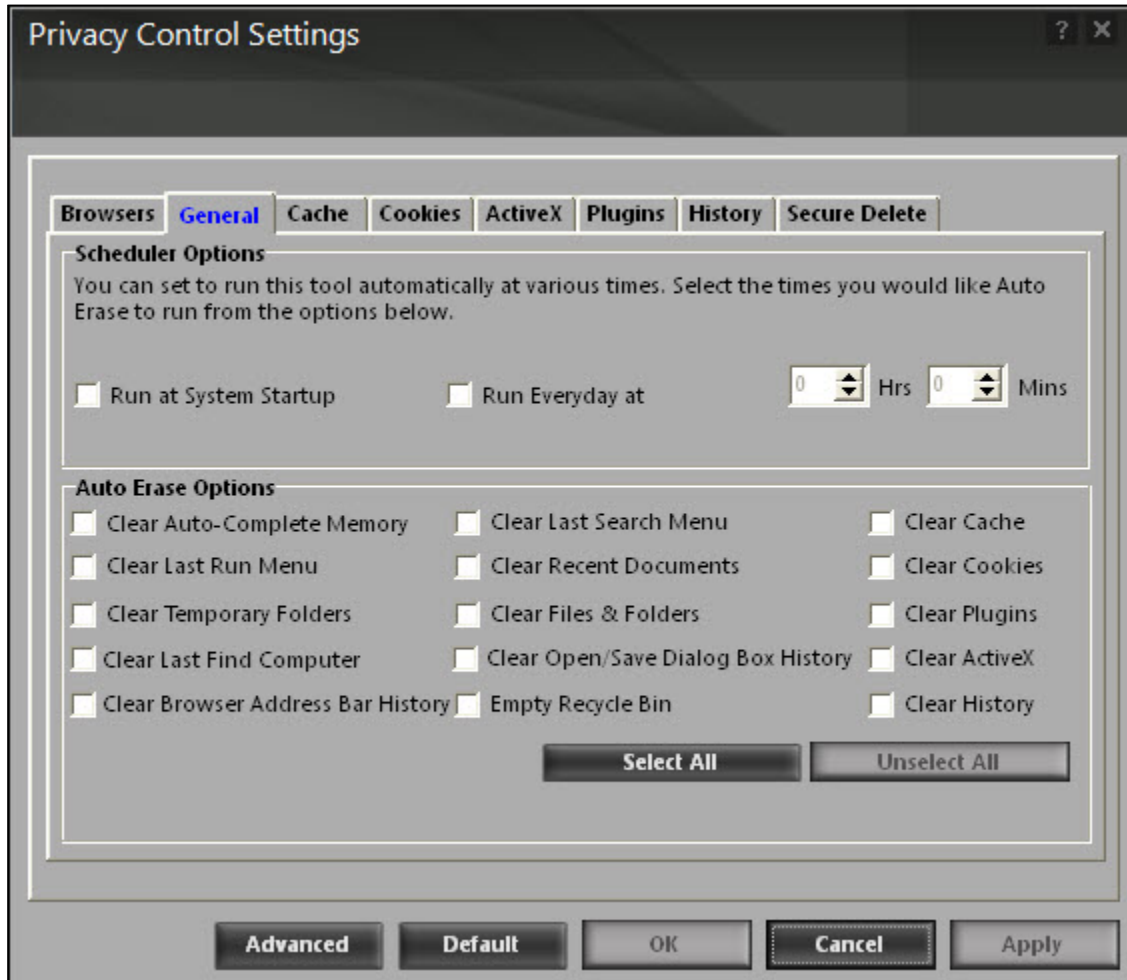 Privacy Control Settings
? X
Browsers General Cache Cookies ActiveX Plugins History Secure Delete
Scheduler Options
You can set to run this tool automatically at various times. Select the times you would like Auto
Erase to run from the options below.
Run at System Startup Run Everyday at 0 Hrs 0 Mins
Auto Erase Options
Clear Auto-Complete Memory Clear Last Search Menu Clear Cache
Clear Last Run Menu Clear Recent Documents Clear Cookies
Clear Temporary Folders Clear Files & Folders Clear Plugins
Clear Last Find Computer Clear Open/Save Dialog Box History Clear ActiveX
Clear Browser Address Bar History Empty Recycle Bin Clear History
Select All Unselect All
Advanced Default OK Cancel Apply